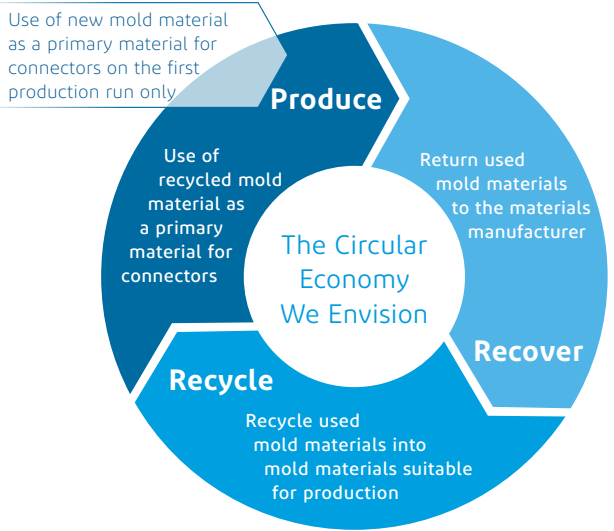 Use of new mold material
as a primary material for
connectors on the first
production run only
Produce
Use of
recycled mold
material as
a primary
material for
connectors
Return used
mold materials
to the materials
manufacturer
Recover
The Circular
Economy
We Envision
Recycle
Recycle used
mold materials into
mold materials suitable
for production